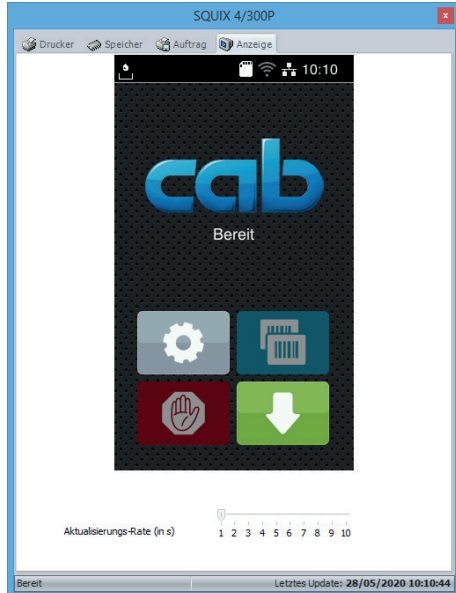 SQUIX 4/300P
Drucker Speicher Auftrag Anzeige
10:10
cab
Bereit
Aktualisierungs-Rate (in s)
1 2 3 4 5 6 7 8 9 10
Bereit Letztes Update: 28/05/2020 10:10:44